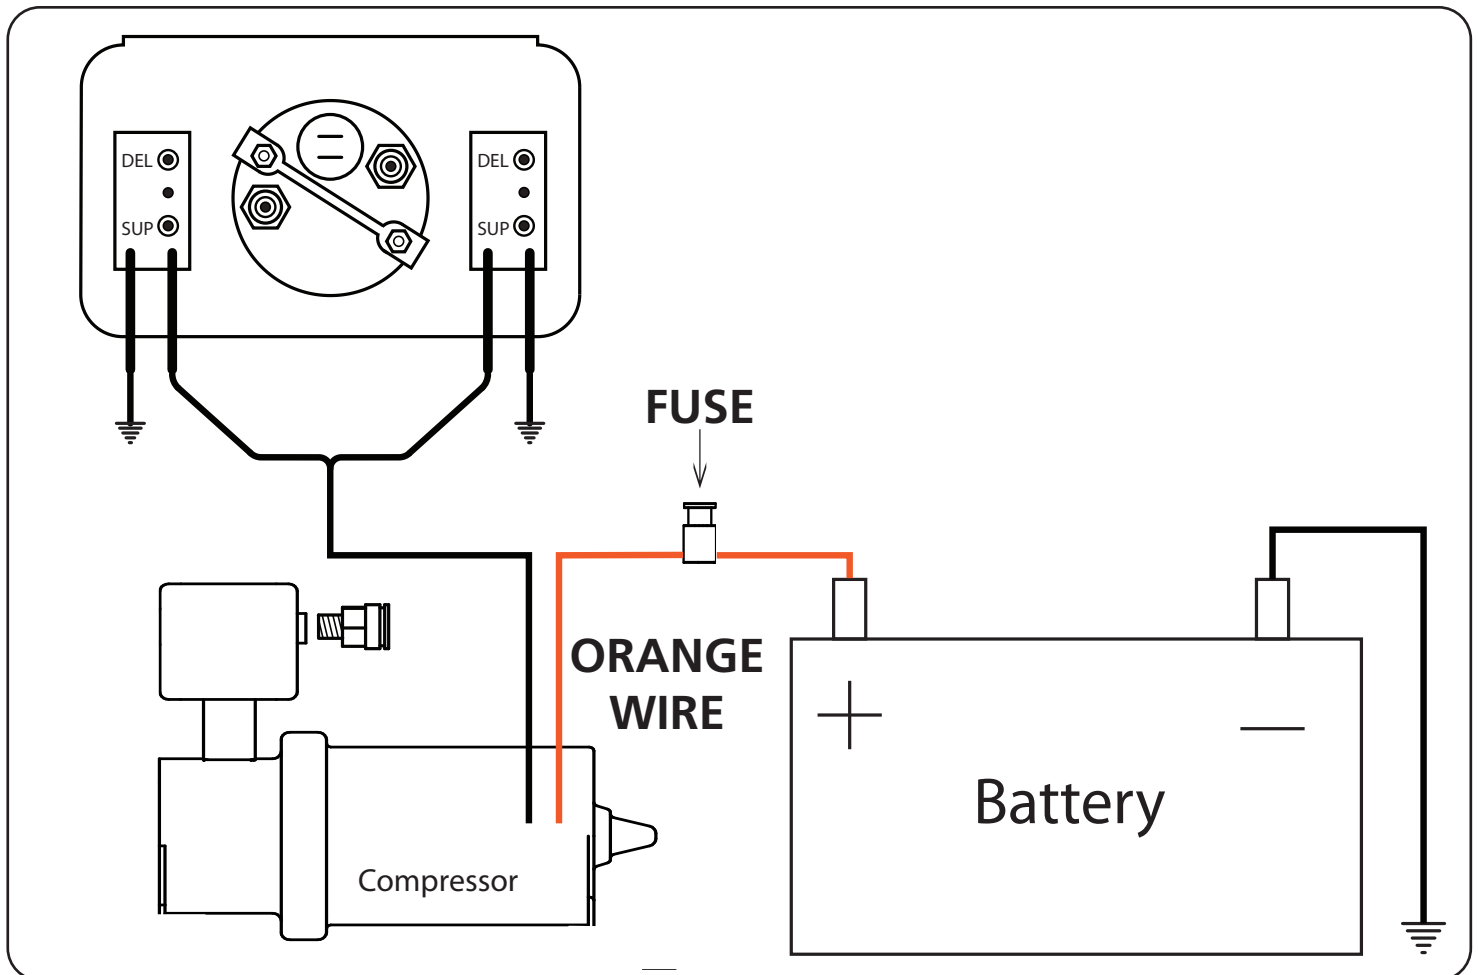 DEL
SUP
DEL
SUP
FUSE
ORANGE
WIRE
+
—
Battery
Compressor